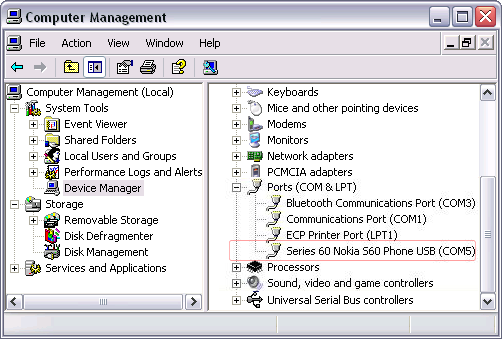 Computer Management
File Action View Window Help
Computer Management (Local)
System Tools
Event Viewer
Shared Folders
Local Users and Groups
Performance Logs and Alerts
Device Manager
Storage
Removable Storage
Disk Defragmenter
Disk Management
Services and Applications
Keyboards
Mice and other pointing devices
Modems
Monitors
Network adapters
PCMCIA adapters
Ports (COM & LPT)
Bluetooth Communications Port (COM3)
Communications Port (COM1)
ECP Printer Port (LPT1)
Series 60 Nokia S60 Phone USB (COM5)
Processors
Sound, video and game controllers
Universal Serial Bus controllers